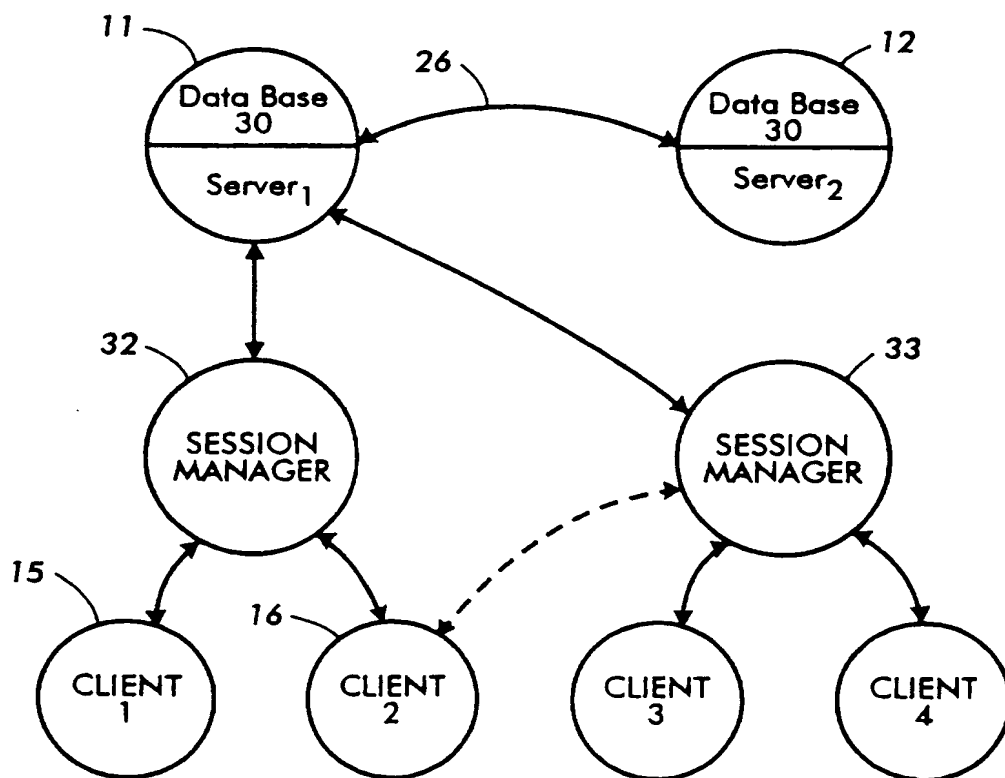 11
12
26
Data Base
30
Server1
Data Base
30
Server2
32
33
SESSION
MANAGER
SESSION
MANAGER
15
16
CLIENT
1
CLIENT
2
CLIENT
3
CLIENT
4